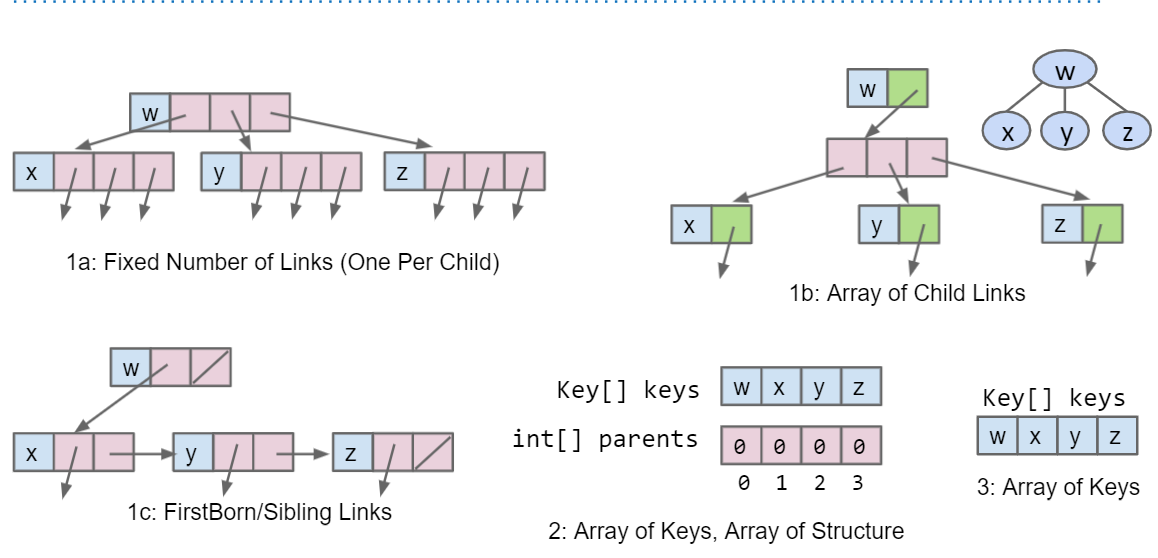 w
x y z
1a: Fixed Number of Links (One Per Child)
w
x y z
1b: Array of Child Links
w
x y z
w
x y z
1c: FirstBorn/Sibling Links
Key[] keys w x y z
int[] parents 0 0 0 0
0 1 2 3
2: Array of Keys, Array of Structure
Key[] keys
w x y z
3: Array of Keys